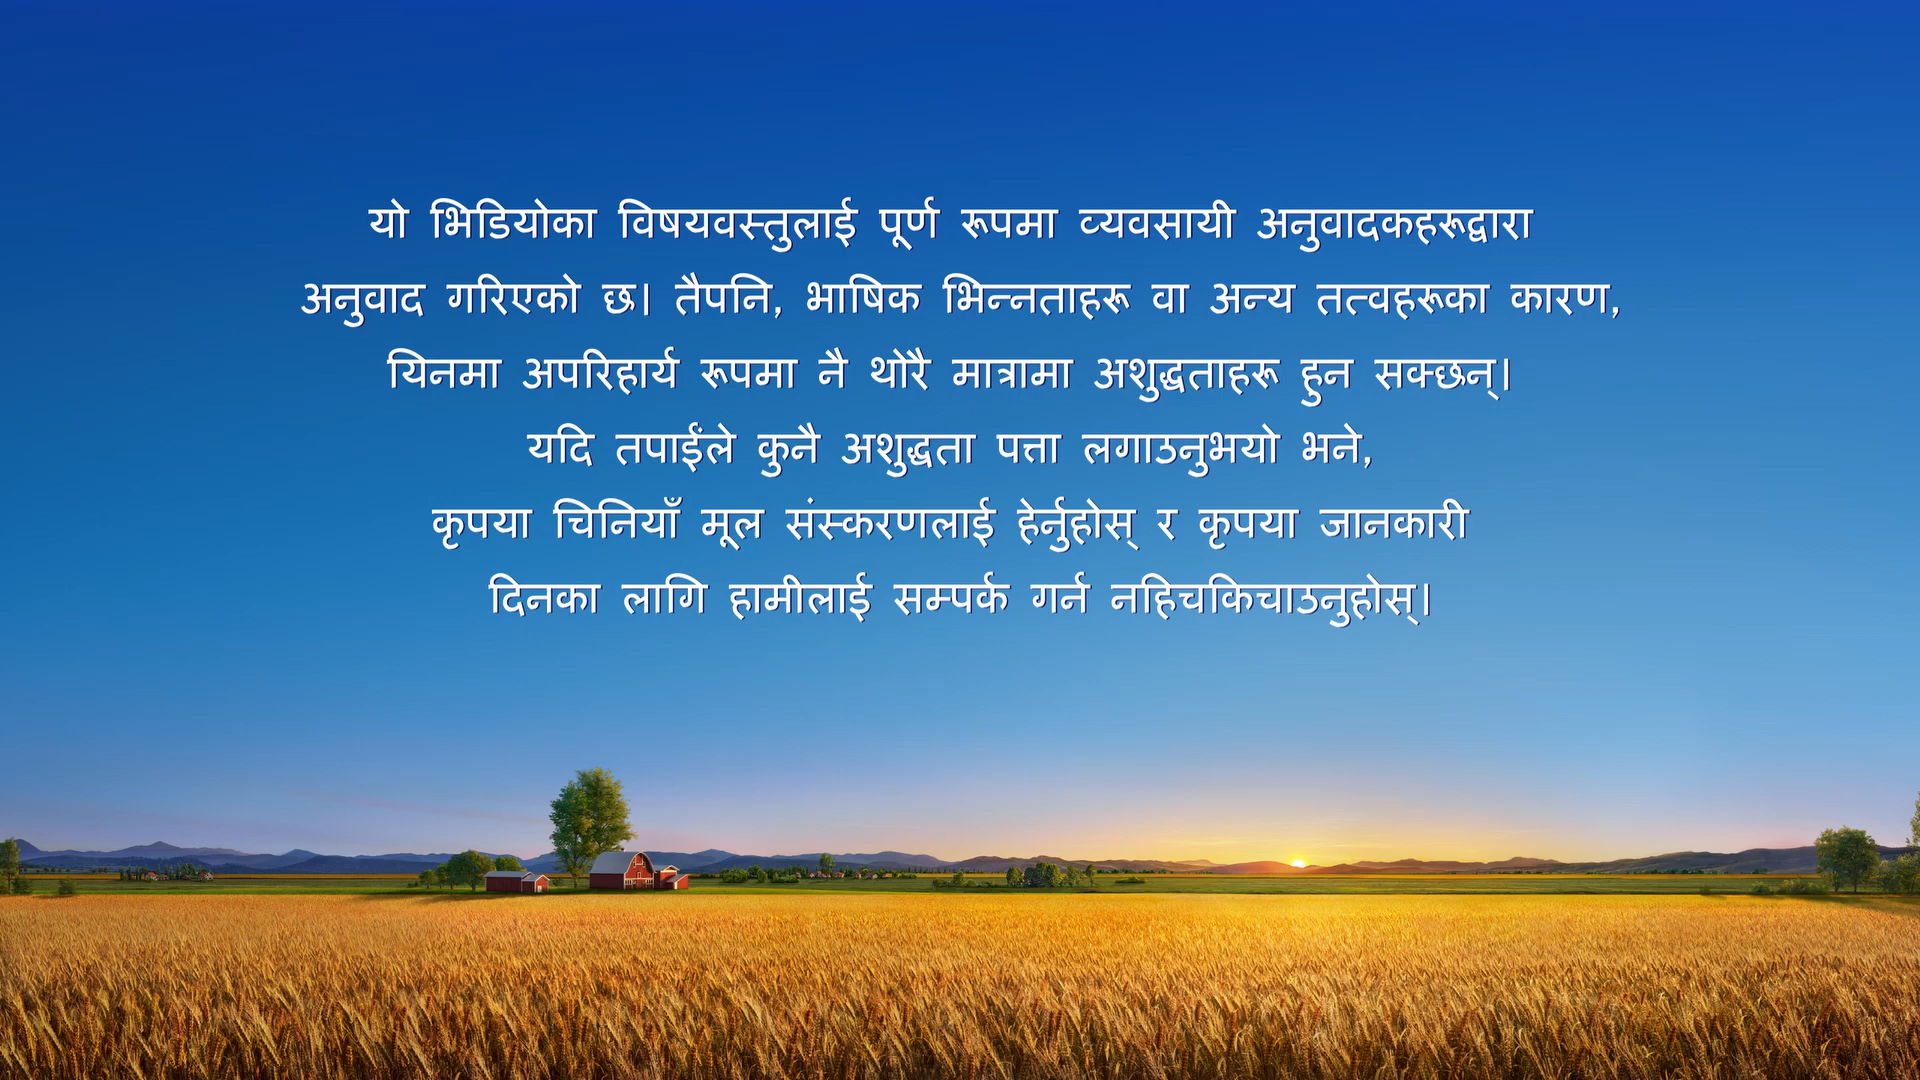 यो भिडियोका विषयवस्तुलाई पूर्ण रूपमा व्यवसायी अनुवादकहरूद्वारा
अनुवाद गरिएको छ। तैपनि, भाषिक भिन्नताहरू वा अन्य तत्वहरूका कारण,
यिनमा अपरिहार्य रूपमा नै थोरै मात्रामा अशुद्धताहरू हुन सक्छन्।
यदि तपाईंले कुनै अशुद्धता पत्ता लगाउनुभयो भने,
कृपया चिनियाँ मूल संस्करणलाई हेर्नुहोस् र कृपया जानकारी
दिनका लागि हामीलाई सम्पर्क गर्न नहिचकिचाउनुहोस्।